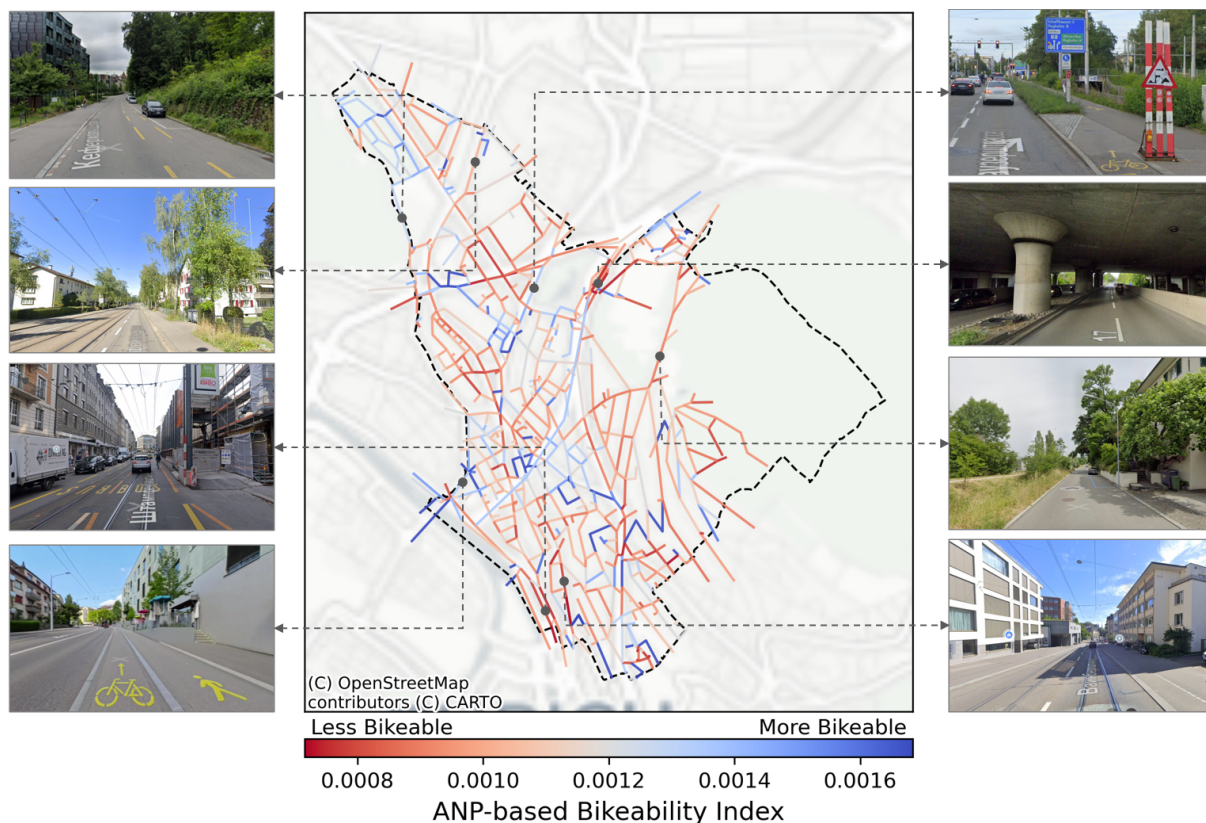 (C) OpenStreetMap
contributors (C) CARTO
Less Bikeable
More Bikeable
0.0008
0.0010
0.0012
0.0014
0.0016
ANP-based Bikeability Index
17